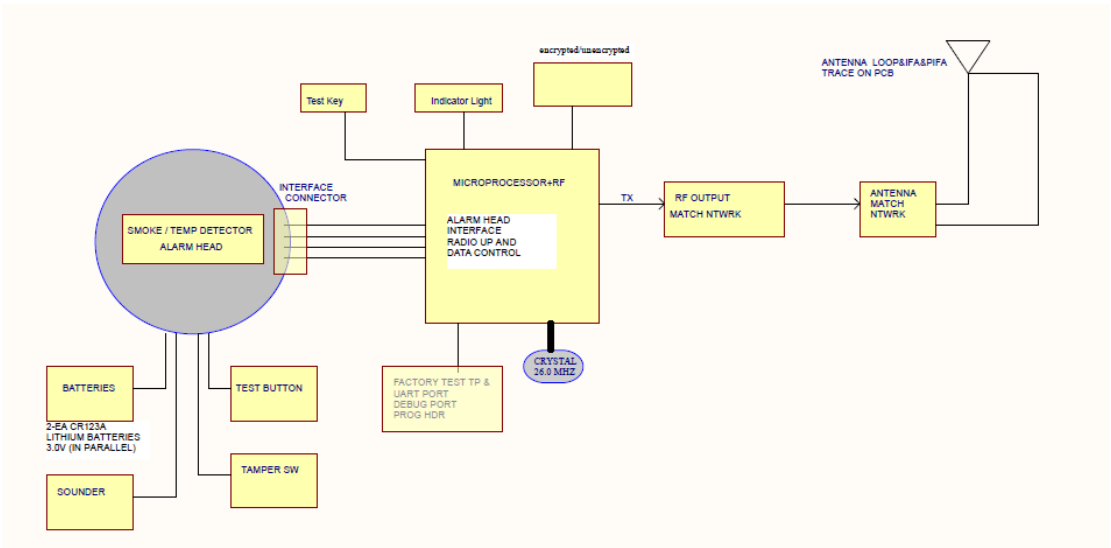 encrypted/unencrypted
ANTENNA LOOP&IFA&PIFA
TRACE ON PCB
Test Key
Indicator Light
INTERFACE
CONNECTOR
MICROPROCESSOR+RF
ALARM HEAD
INTERFACE
RADIO UP AND
DATA CONTROL
TX
RF OUTPUT
MATCH NTWRK
ANTENNA
MATCH
NTWRK
SMOKE / TEMP DETECTOR
ALARM HEAD
CRYSTAL
26.0 MHZ
BATTERIES
2-EA CR123A
LITHIUM BATTERIES
3.0V (IN PARALLEL)
TEST BUTTON
FACTORY TEST TP &
UART PORT
DEBUG PORT
PROG HDR
SOUNDER
TAMPER SW